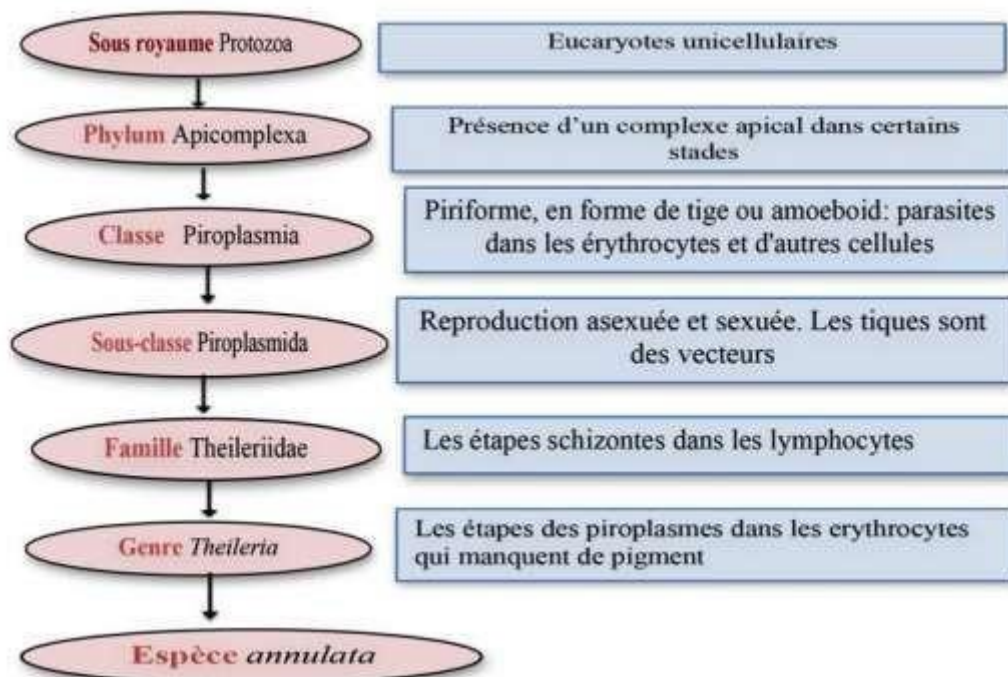 Sous royaume Protozoa
Eucaryotes unicellulaires
Phylum Apicomplexa
Présence d'un complexe apical dans certains
stades
Classe Piroplasmia
Piriforme, en forme de tige ou amoeboid: parasites
dans les érythrocytes et d'autres cellules
Sous-classe Piroplasmida
Reproduction asexuée et sexuée. Les tiques sont
des vecteurs
Famille Theileriidae
Les étapes schizontes dans les lymphocytes
Genre Theileria
Les étapes des piroplasmes dans les erythrocytes
qui manquent de pigment
Espèce annulata